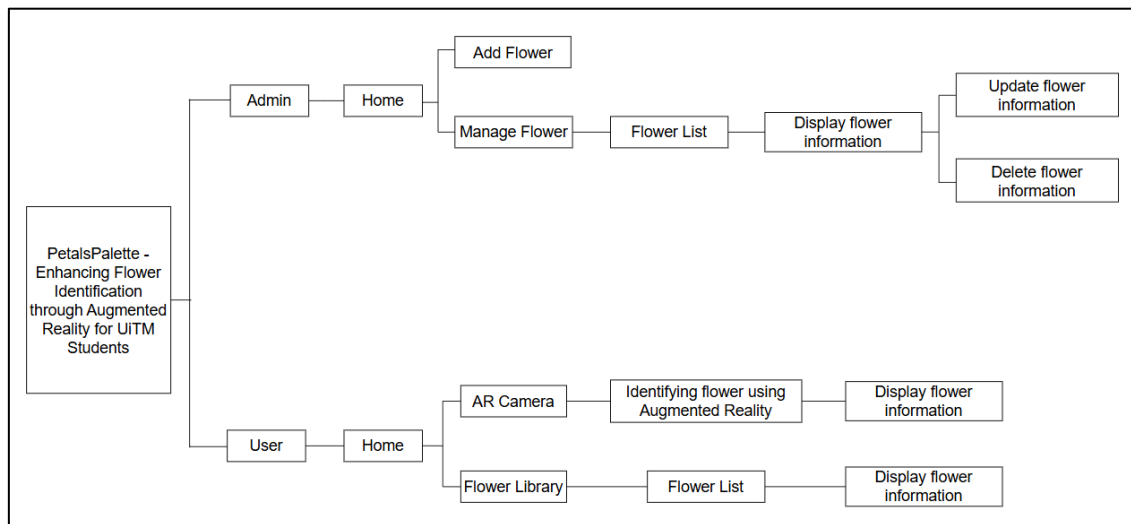 Add Flower
Update flower
information
Admin
Home
Manage Flower
Flower List
Display flower
information
Delete flower
information
PetalsPalette -
Enhancing Flower
Identification
through Augmented
Reality for UiTM
Students
AR Camera
Identifying flower using
Augmented Reality
Display flower
information
User
Home
Flower Library
Flower List
Display flower
information